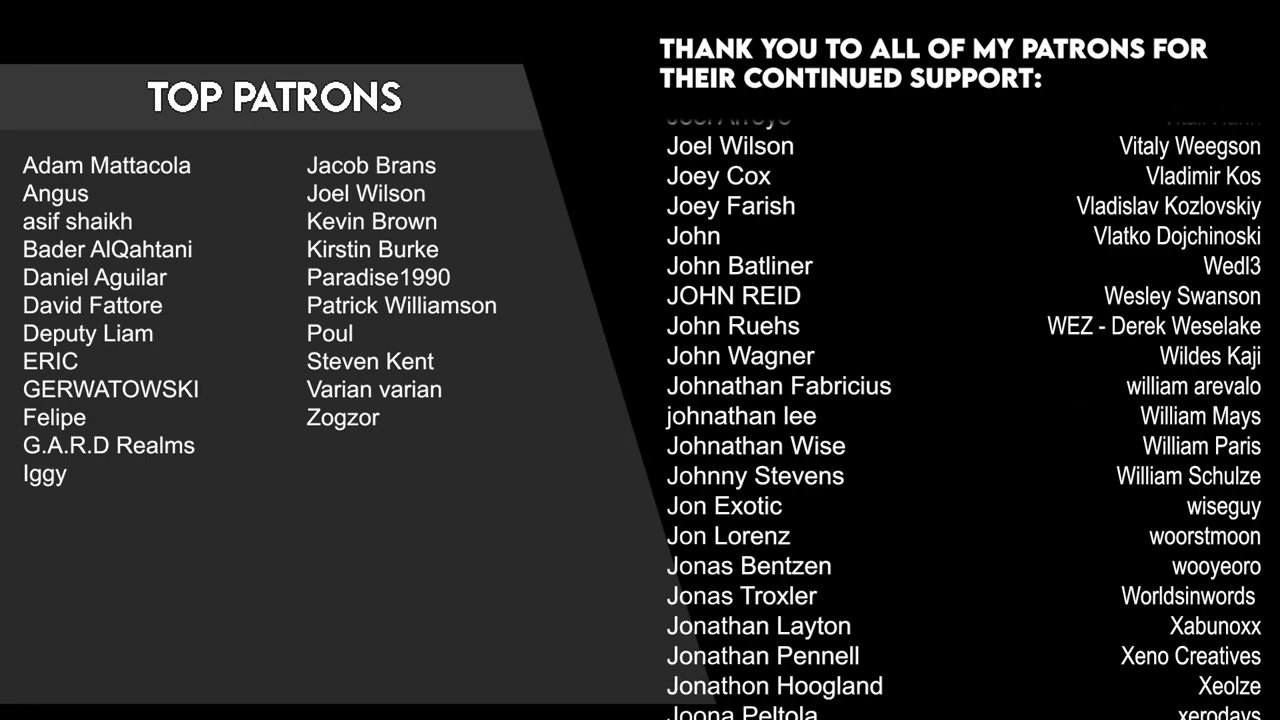 TOP PATRONS
Adam Mattacola
Angus
asif shaikh
Bader AlQahtani
Daniel Aguilar
David Fattore
Deputy Liam
ERIC
GERWATOWSKI
Felipe
G.A.R.D Realms
Iggy
Jacob Brans
Joel Wilson
Kevin Brown
Kirstin Burke
Paradise1990
Patrick Williamson
Poul
Steven Kent
Varian varian
Zogzor
THANK YOU TO ALL OF MY PATRONS FOR
THEIR CONTINUED SUPPORT:
Joel Wilson
Joey Cox
Joey Farish
John
John Batliner
JOHN REID
John Ruehs
John Wagner
Johnathan Fabricius
johnathan lee
Johnathan Wise
Johnny Stevens
Jon Exotic
Jon Lorenz
Jonas Bentzen
Jonas Troxler
Jonathan Layton
Jonathan Pennell
Jonathon Hoogland
Joona Peltola
Vitaly Weegson
Vladimir Kos
Vladislav Kozlovskiy
Vlatko Dojchinoski
Wedl3
Wesley Swanson
WEZ - Derek Weselake
Wildes Kaji
william arevalo
William Mays
William Paris
William Schulze
wiseguy
woorstmoon
wooyeoro
Worldsinwords
Xabunoxx
Xeno Creatives
Xeolze
xerodays